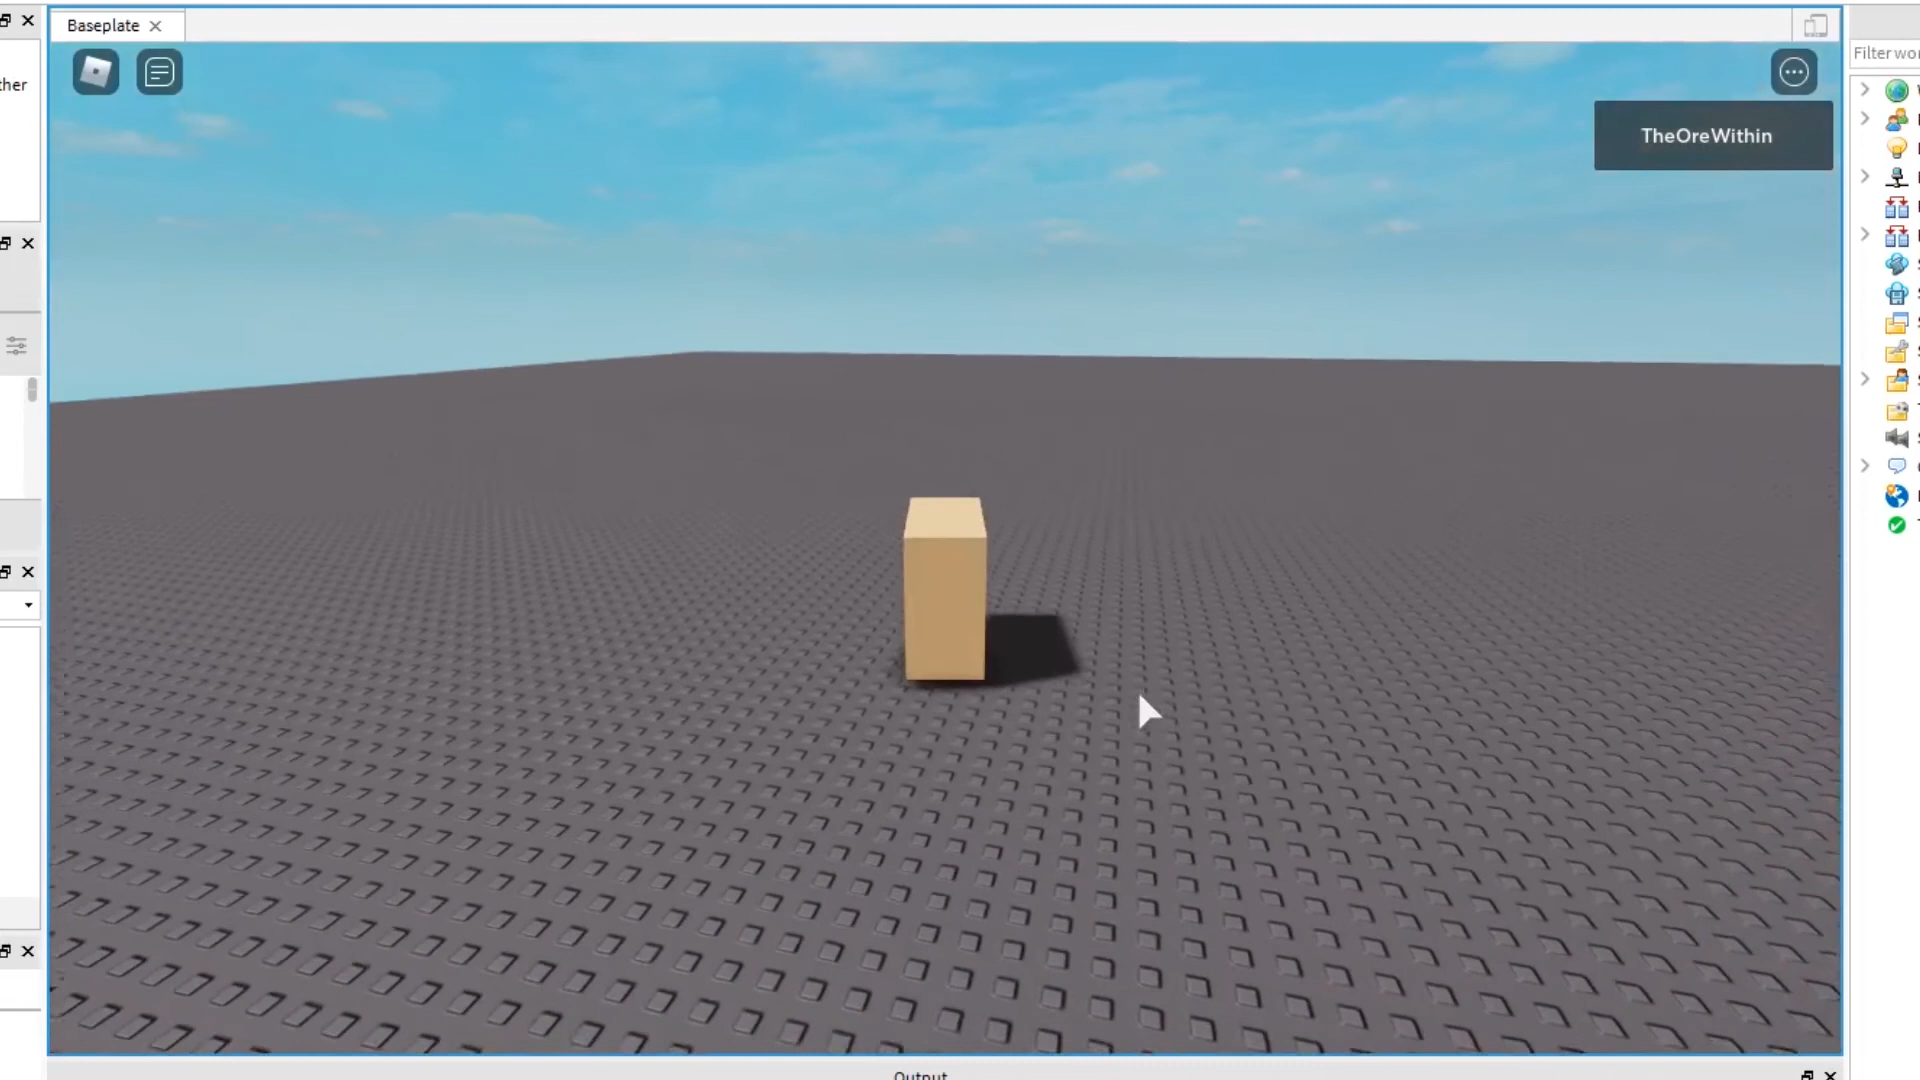 Baseplate
ther
Filter wor
TheOreWithin
Output